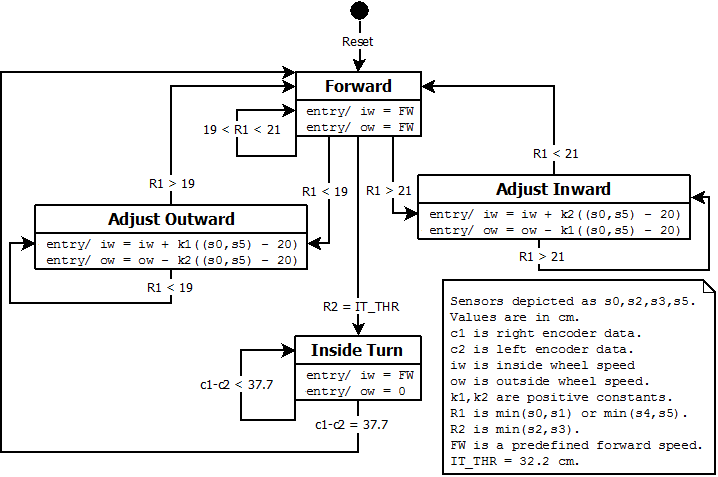 Reset
Forward
entry/ iw = FW
entry/ ow = FW
19 < R1 < 21
R1 > 19
R1 < 19
R1 > 21
R1 < 21
Adjust Outward
entry/ iw = iw + k1((s0,s5) - 20)
entry/ ow = ow - k2((s0,s5) - 20)
R1 < 19
Adjust Inward
entry/ iw = iw + k2((s0,s5) - 20)
entry/ ow = ow - k1((s0,s5) - 20)
R1 > 21
R2 = IT_THR
Inside Turn
entry/ iw = FW
entry/ ow = 0
c1-c2 < 37.7
c1-c2 = 37.7
Sensors depicted as s0,s2,s3,s5.
Values are in cm.
c1 is right encoder data.
c2 is left encoder data.
iw is inside wheel speed
ow is outside wheel speed.
k1,k2 are positive constants.
R1 is min(s0,s1) or min(s4,s5).
R2 is min(s2,s3).
FW is a predefined forward speed.
IT_THR = 32.2 cm.